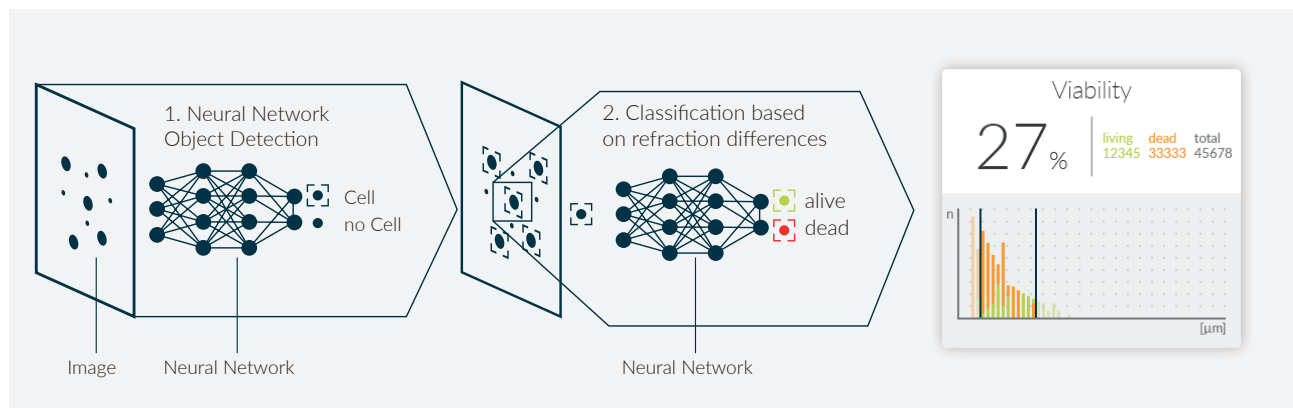 1. Neural Network
Object Detection
Cell
no Cell
Image
Neural Network
2. Classification based
on refraction differences
alive
dead
Neural Network
Viability
27 %
living dead total
12345 33333 45678
n
[µm]